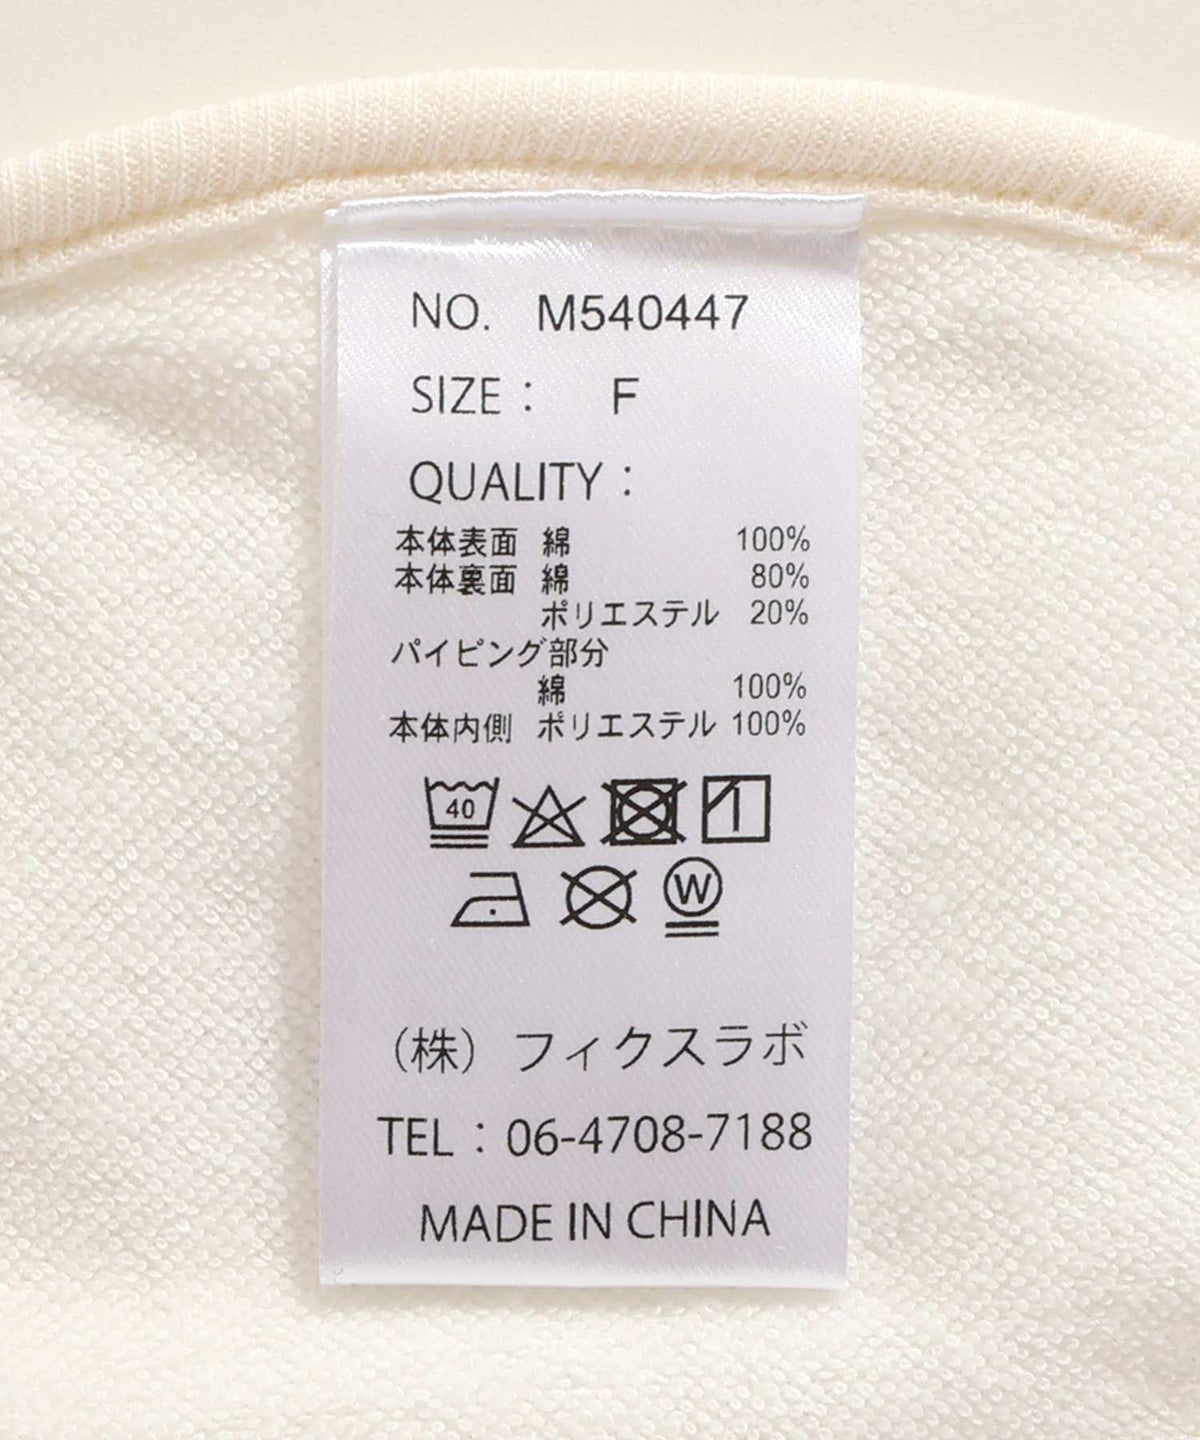 NO. M540447
SIZE： F
QUALITY：
本体表面 綿 100%
本体裏面 綿 80%
ポリエステル 20%
パイピング部分
綿 100%
本体内側 ポリエステル 100%
40
W
（株）フィクスラボ
TEL：06-4708-7188
MADE IN CHINA